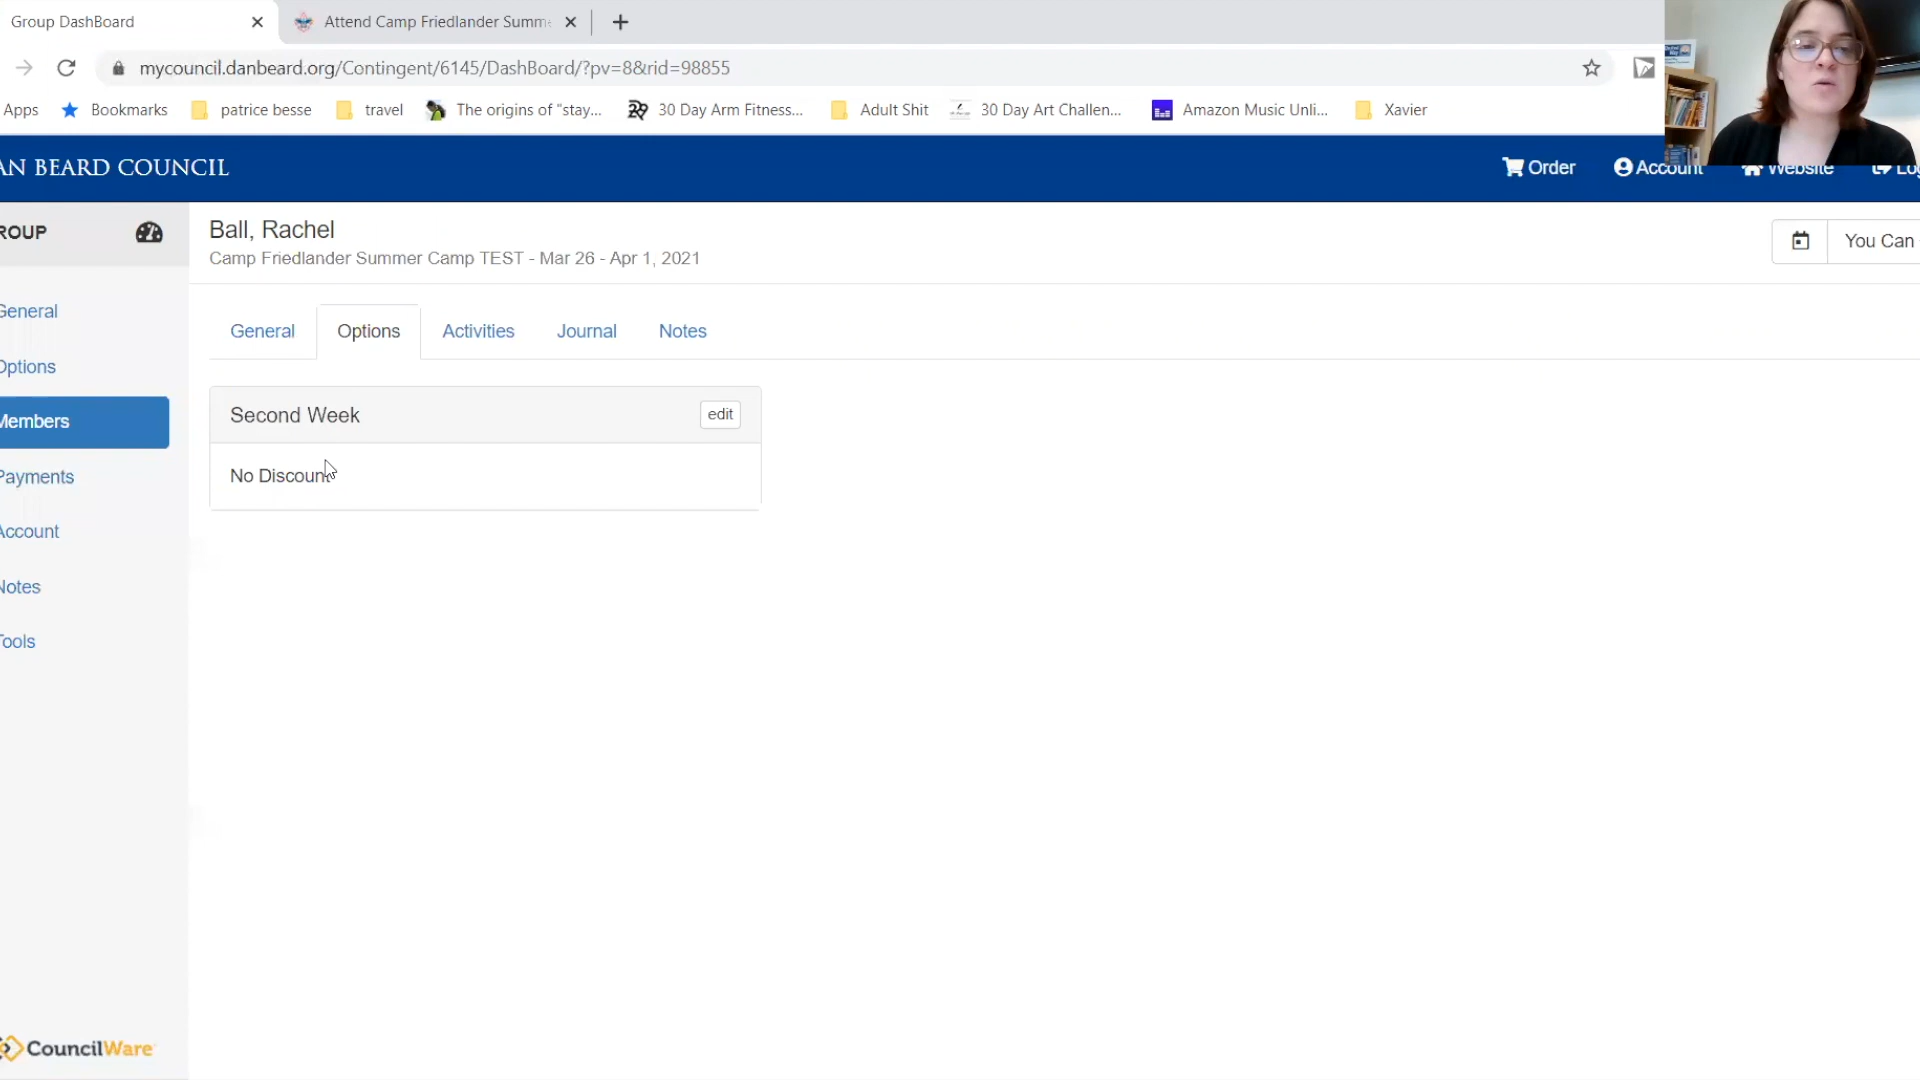 Group DashBoard
Attend Camp Friedlander Summ
mycouncil.danbeard.org/Contingent/6145/DashBoard/?pv=8&rid=98855
Apps Bookmarks patrice besse travel The origins of "stay... 30 Day Arm Fitness... Adult Shit 30 Day Art Challen... Amazon Music Unli... Xavier
AN BEARD COUNCIL
Order Account Website Lo
ROUP
Ball, Rachel
Camp Friedlander Summer Camp TEST - Mar 26 - Apr 1, 2021
You Can
General
Options
Members
Payments
Account
Notes
Tools
General Options Activities Journal Notes
Second Week
edit
No Discount
CouncilWare